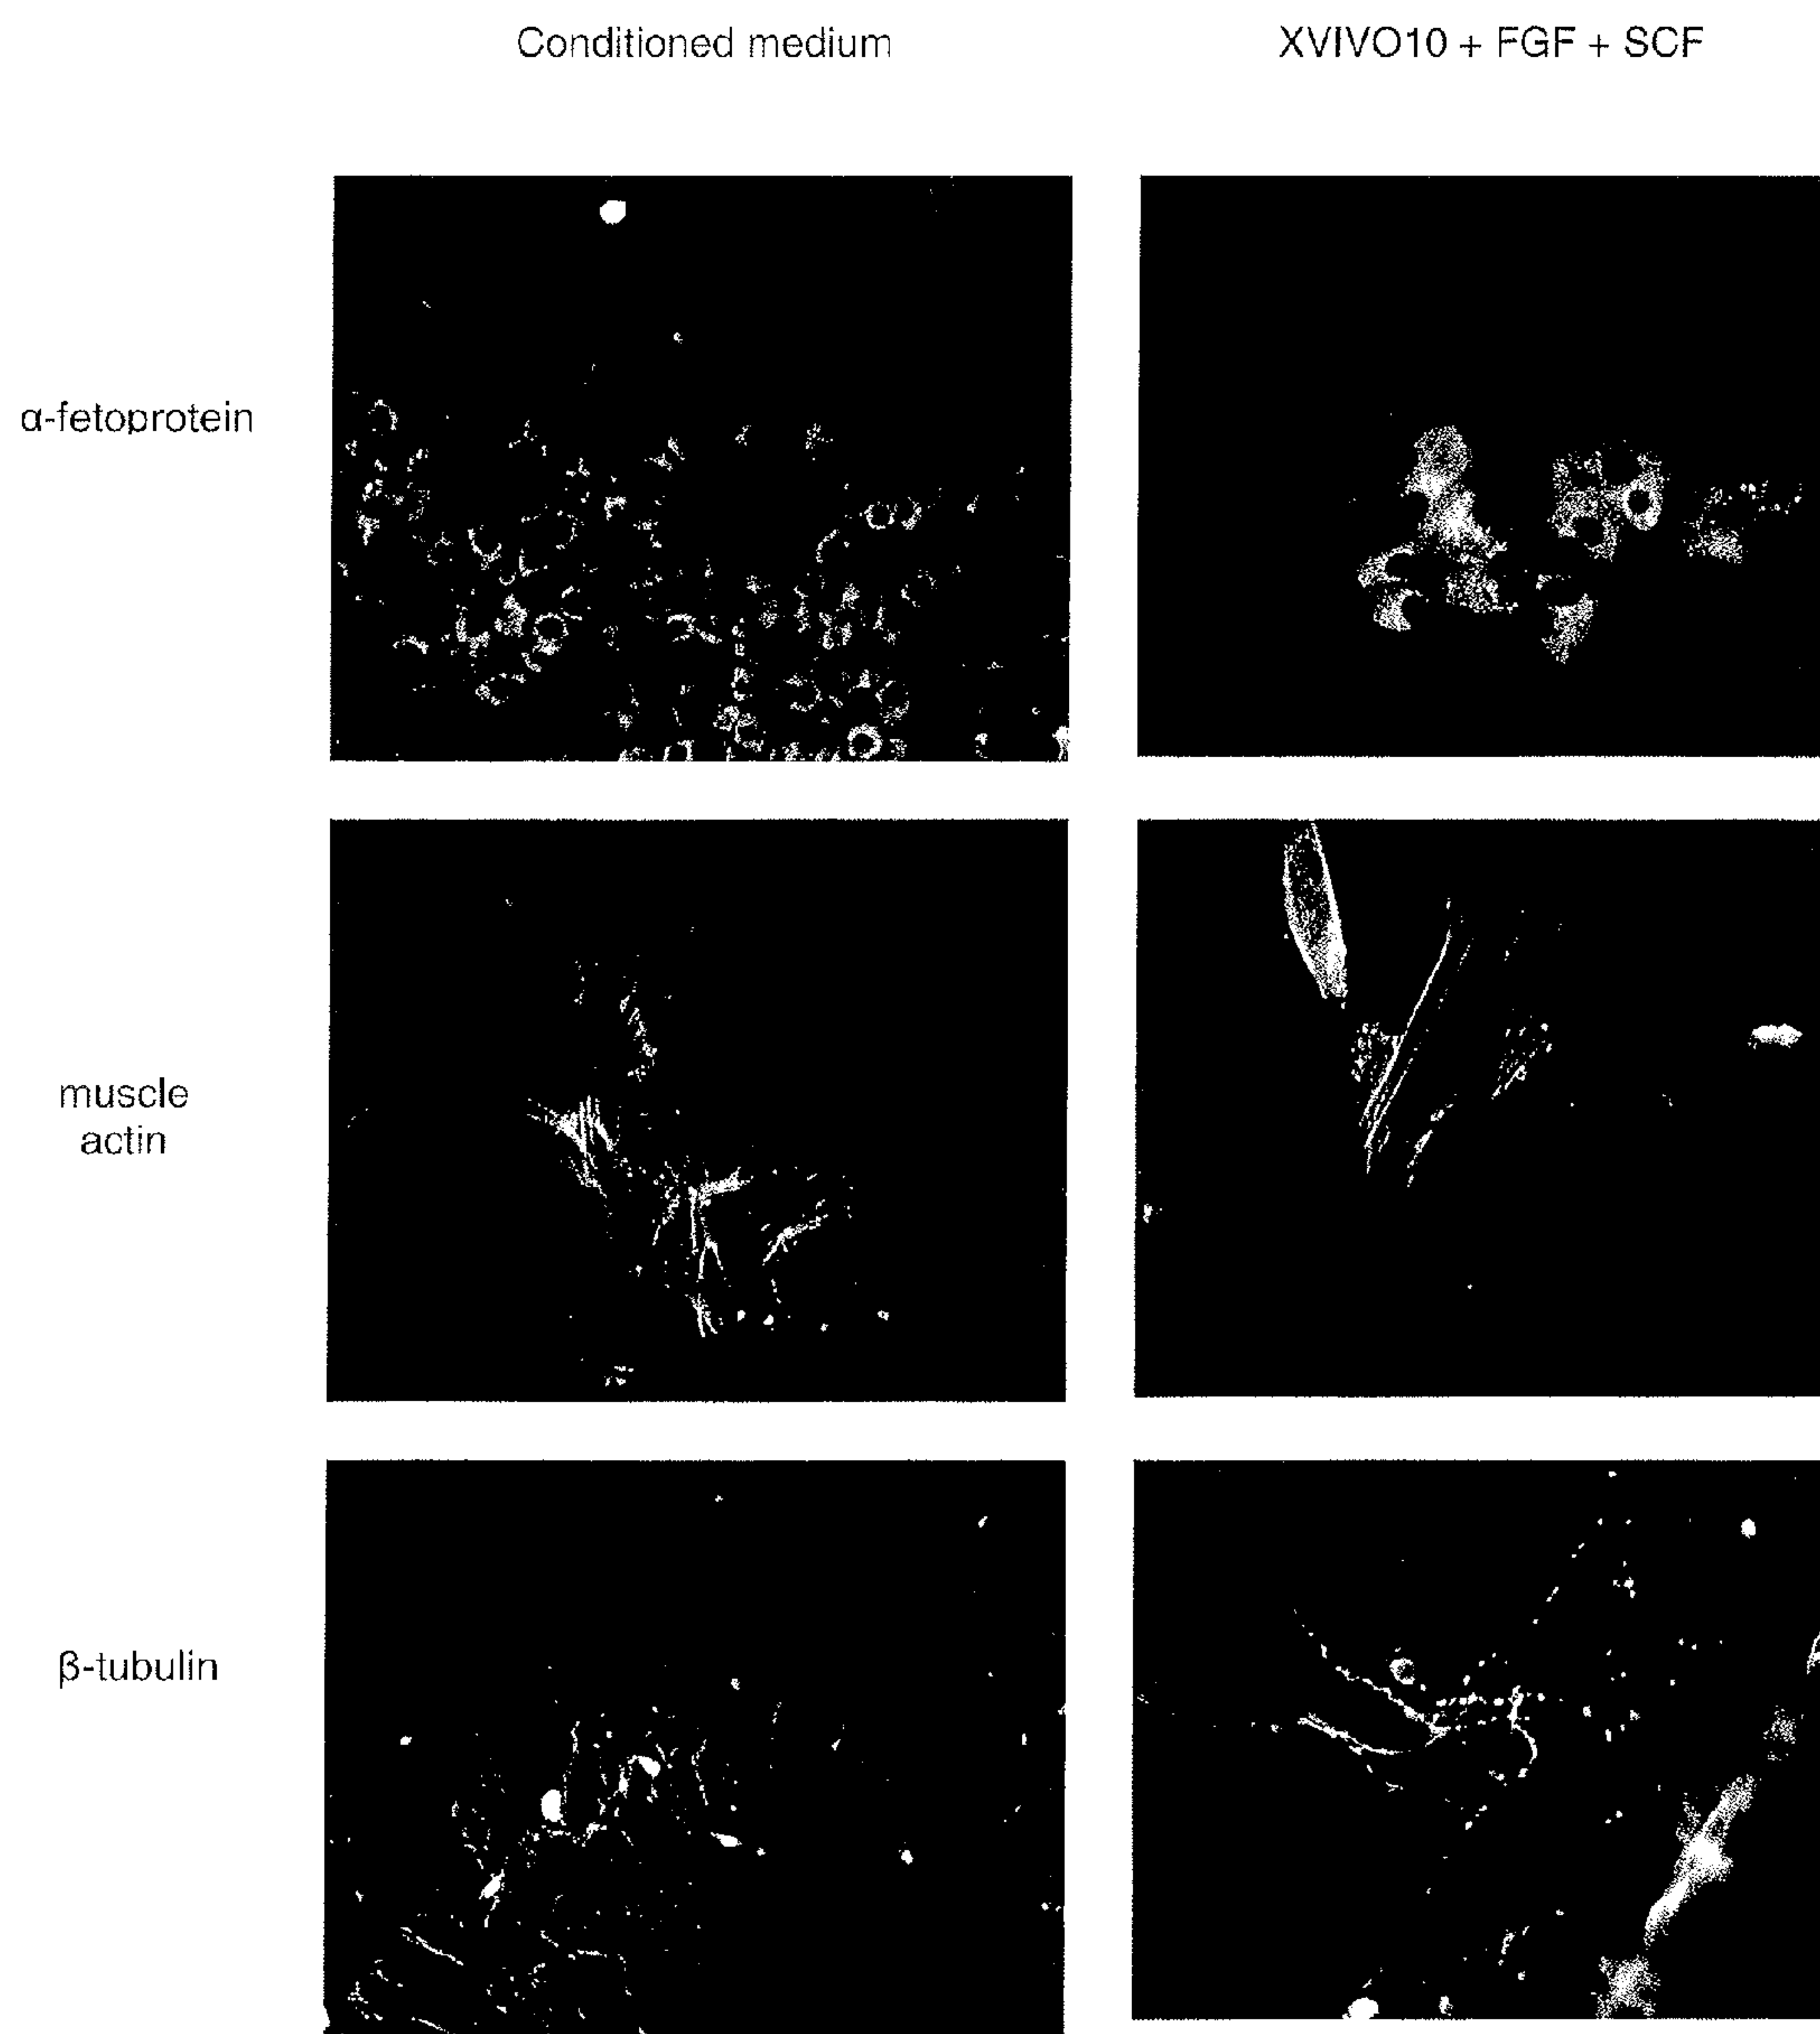 Conditioned medium
XVIVO10 + FGF + SCF
α-fetoprotein
muscle
actin
β-tubulin